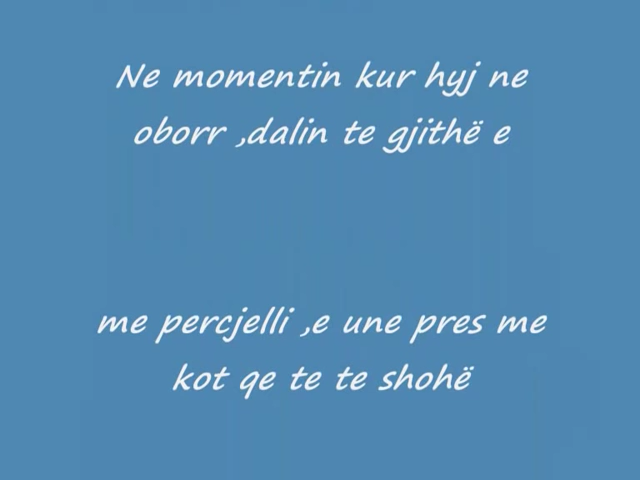 Ne momentin kur hyj ne
oborr ,dalin te gjithë e
me percjelli ,e une pres me
kot qe te te shohë